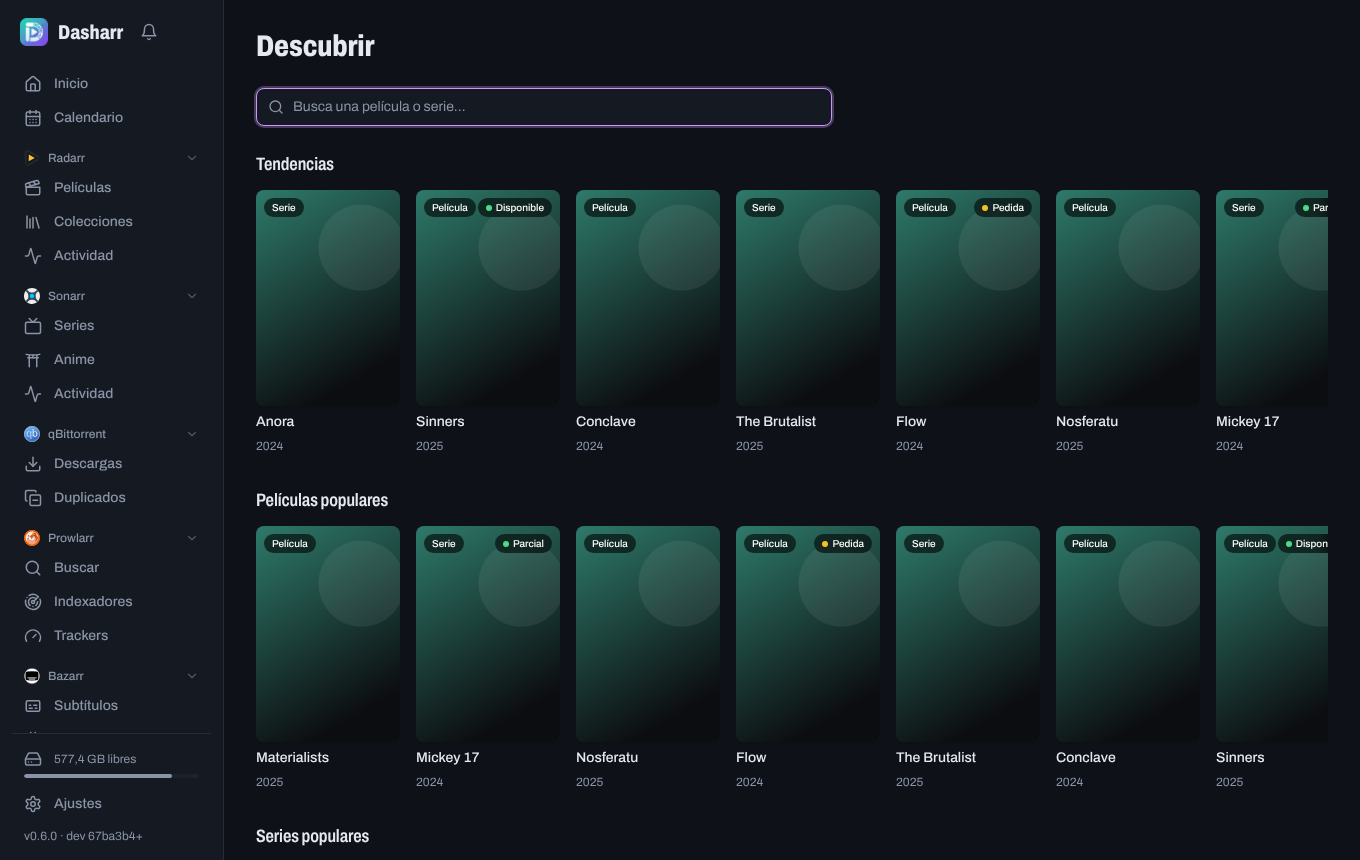 Dasharr
Inicio
Calendario
Radarr
Películas
Colecciones
Actividad
Sonarr
Series
Anime
Actividad
qBittorrent
Descargas
Duplicados
Prowlarr
Buscar
Indexadores
Trackers
Bazarr
Subtítulos
577,4 GB libres
Ajustes
v0.6.0 · dev 67ba3b4+
Descubrir
Busca una película o serie...
Tendencias
Serie
Película Disponible
Película
Serie
Película Pedida
Película
Serie Par
Anora
2024
Sinners
2025
Conclave
2024
The Brutalist
2025
Flow
2024
Nosferatu
2025
Mickey 17
2024
Películas populares
Película
Serie Parcial
Película
Película Pedida
Serie
Película
Película Dispon
Materialists
2025
Mickey 17
2024
Nosferatu
2025
Flow
2024
The Brutalist
2025
Conclave
2024
Sinners
2025
Series populares